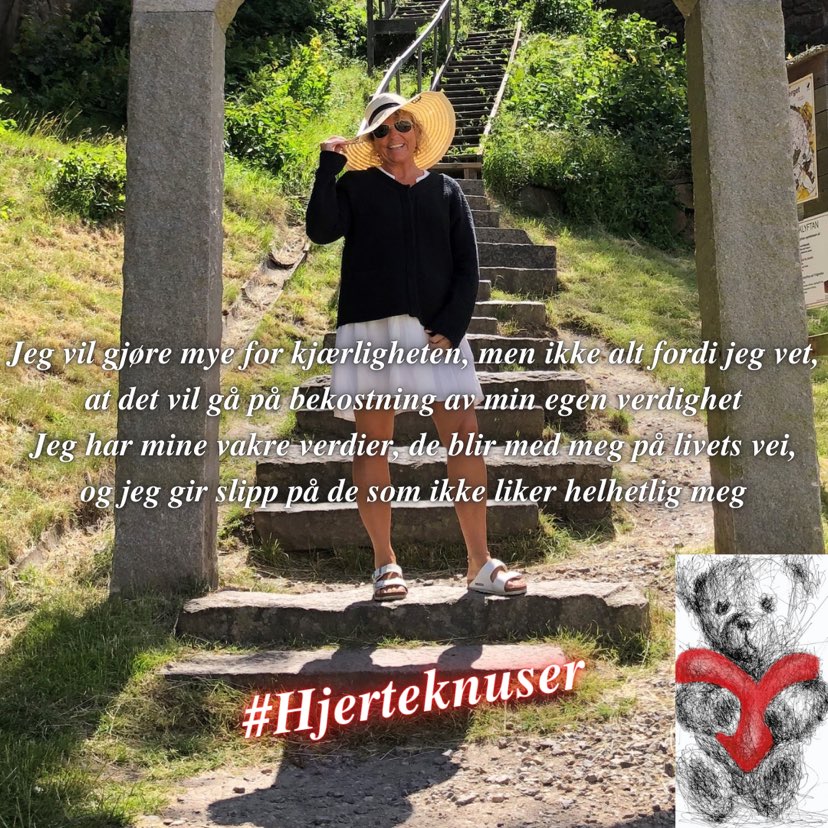 LYFTAN
Jeg vil gjøre mye for kjærligheten, men ikke alt fordi jeg vet,
at det vil gå på bekostning av min egen verdighet
Jeg har mine vakre verdier, de blir med meg på livets vei,
og jeg gir slipp på de som ikke liker helhetlig meg
#Hjerteknuser